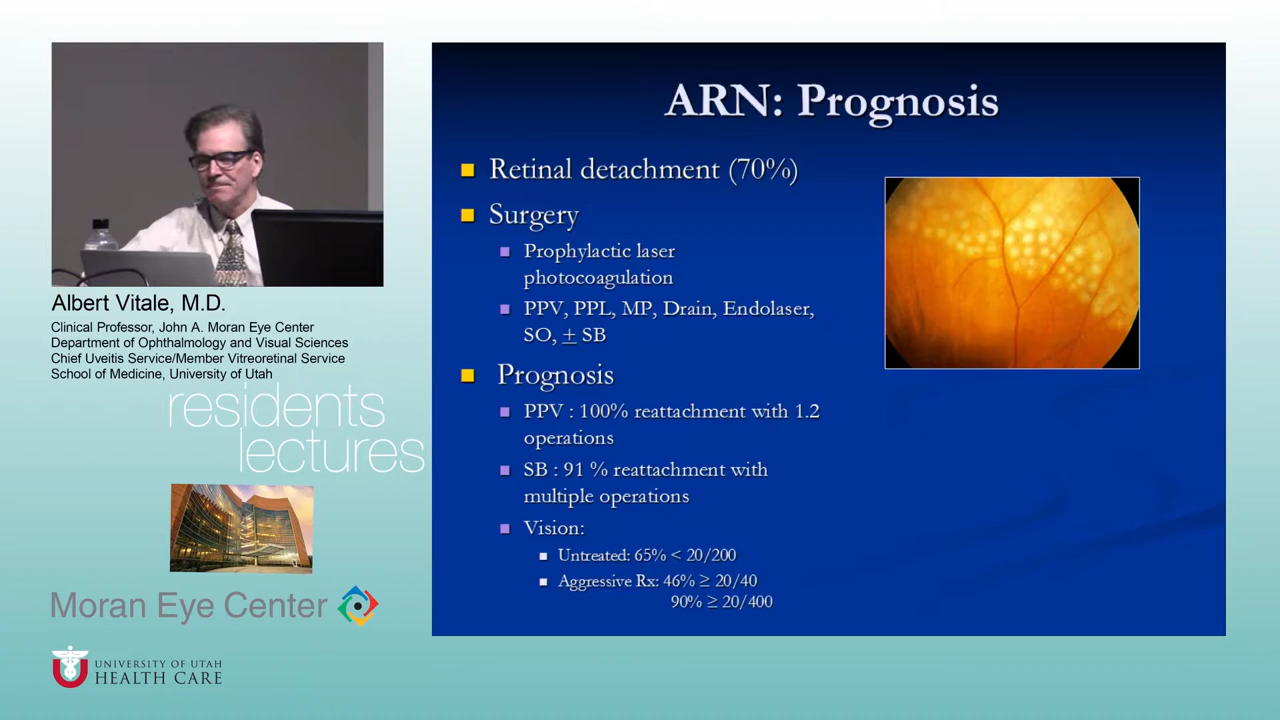 Albert Vitale, M.D.
Clinical Professor, John A. Moran Eye Center
Department of Ophthalmology and Visual Sciences
Chief Uveitis Service/Member Vitreoretinal Service
School of Medicine, University of Utah
residents
lectures
Moran Eye Center
UNIVERSITY OF UTAH
HEALTH CARE
ARN: Prognosis
Retinal detachment (70%)
Surgery
Prophylactic laser
photocoagulation
PPV, PPL, MP, Drain, Endolaser,
SO, ± SB
Prognosis
PPV : 100% reattachment with 1.2
operations
SB : 91 % reattachment with
multiple operations
Vision:
Untreated: 65% < 20/200
Aggressive Rx: 46% ≥ 20/40
90% ≥ 20/400